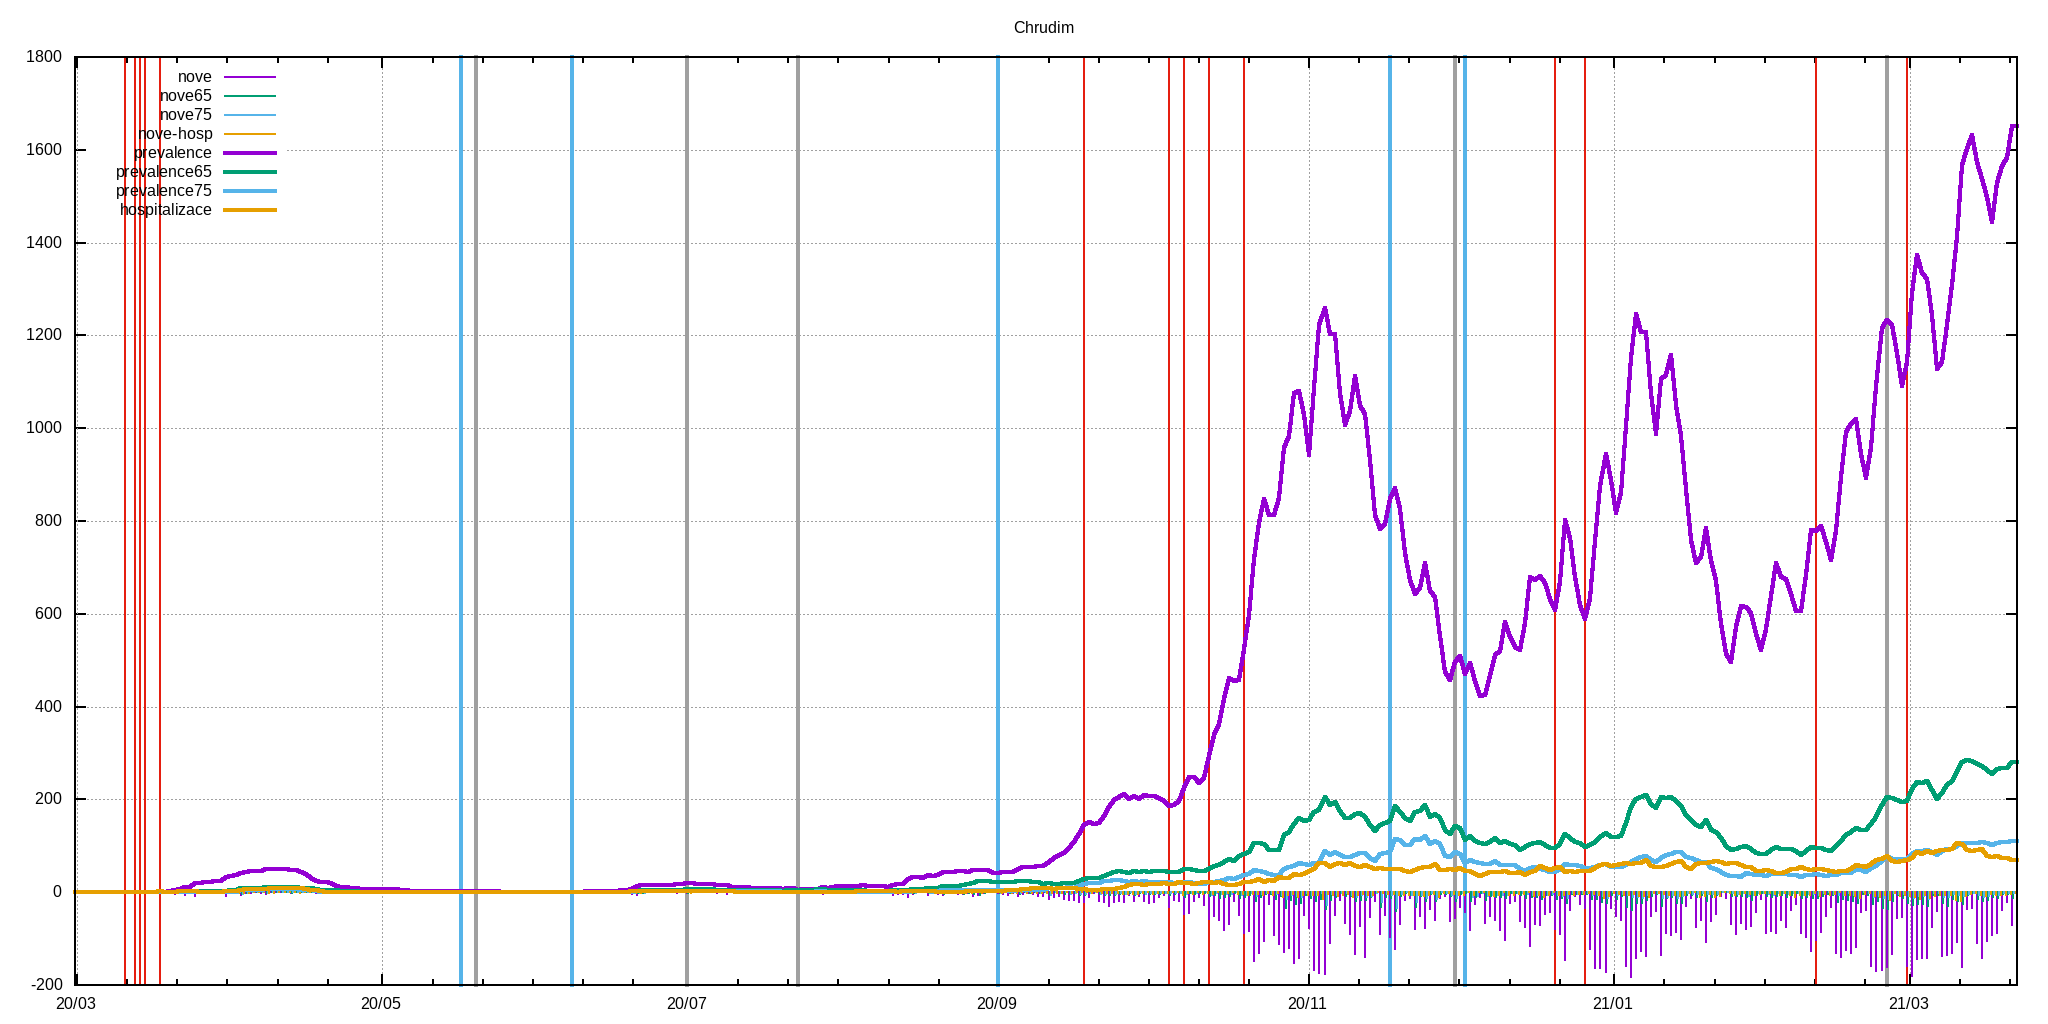 Chrudim
1800
1600
1400
1200
1000
800
600
400
200
0
-200
nove
nove65
nove75
nove-hosp
prevalence
prevalence65
prevalence75
hospitalizace
20/03 20/05 20/07 20/09 20/11 21/01 21/03